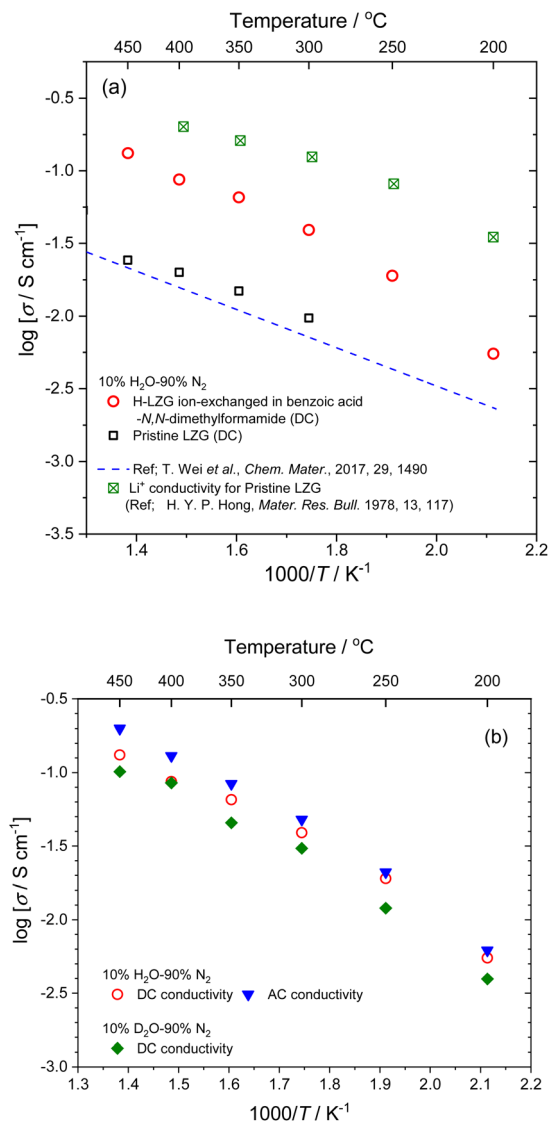 Temperature / °C
450 400 350 300 250 200
(a)
-0.5
-1.0
-1.5
-2.0
-2.5
-3.0
-3.5
log [σ / S cm⁻¹]
10% H₂O-90% N₂
H-LZG ion-exchanged in benzoic acid
-N,N-dimethylformamide (DC)
Pristine LZG (DC)
Ref; T. Wei et al., Chem. Mater., 2017, 29, 1490
Li⁺ conductivity for Pristine LZG
(Ref; H. Y. P. Hong, Mater. Res. Bull. 1978, 13, 117)
1.4 1.6 1.8 2.0 2.2
1000/T / K⁻¹
Temperature / °C
450 400 350 300 250 200
(b)
-0.5
-1.0
-1.5
-2.0
-2.5
-3.0
log [σ / S cm⁻¹]
10% H₂O-90% N₂
DC conductivity AC conductivity
10% D₂O-90% N₂
DC conductivity
1.3 1.4 1.5 1.6 1.7 1.8 1.9 2.0 2.1 2.2
1000/T / K⁻¹